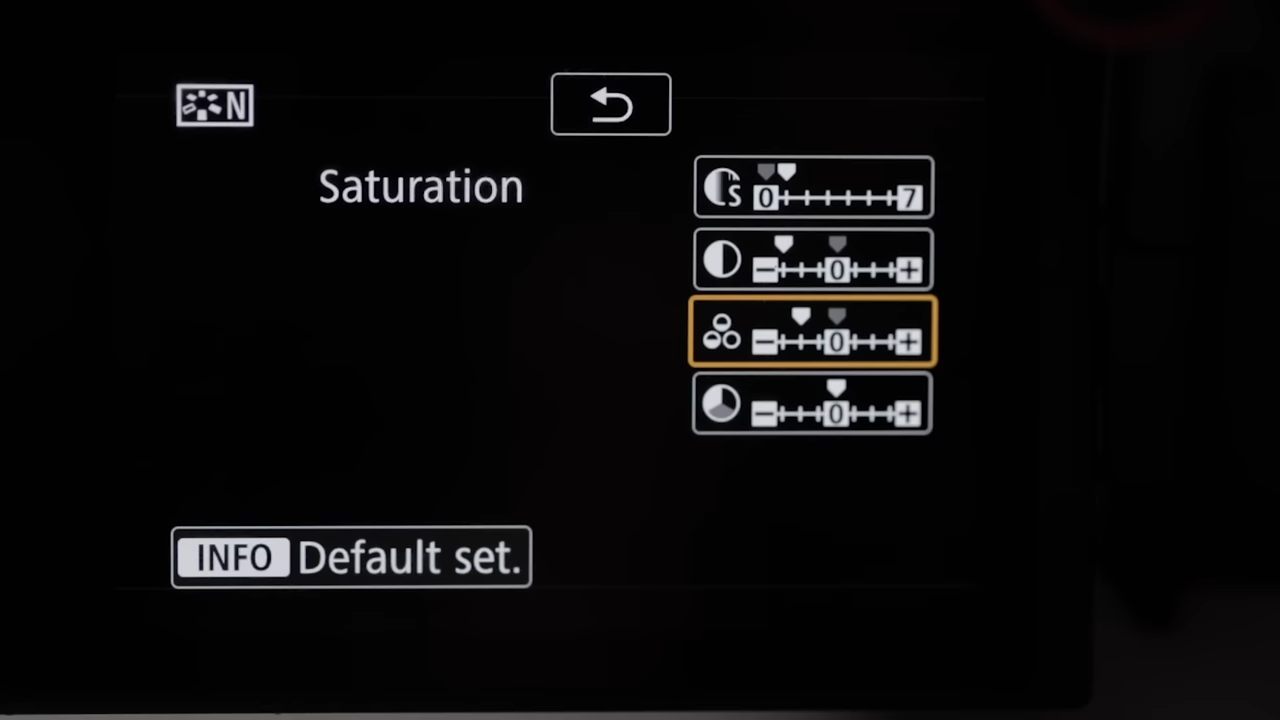 N
Saturation
S 0 7
− 0 +
− 0 +
− 0 +
INFO Default set.